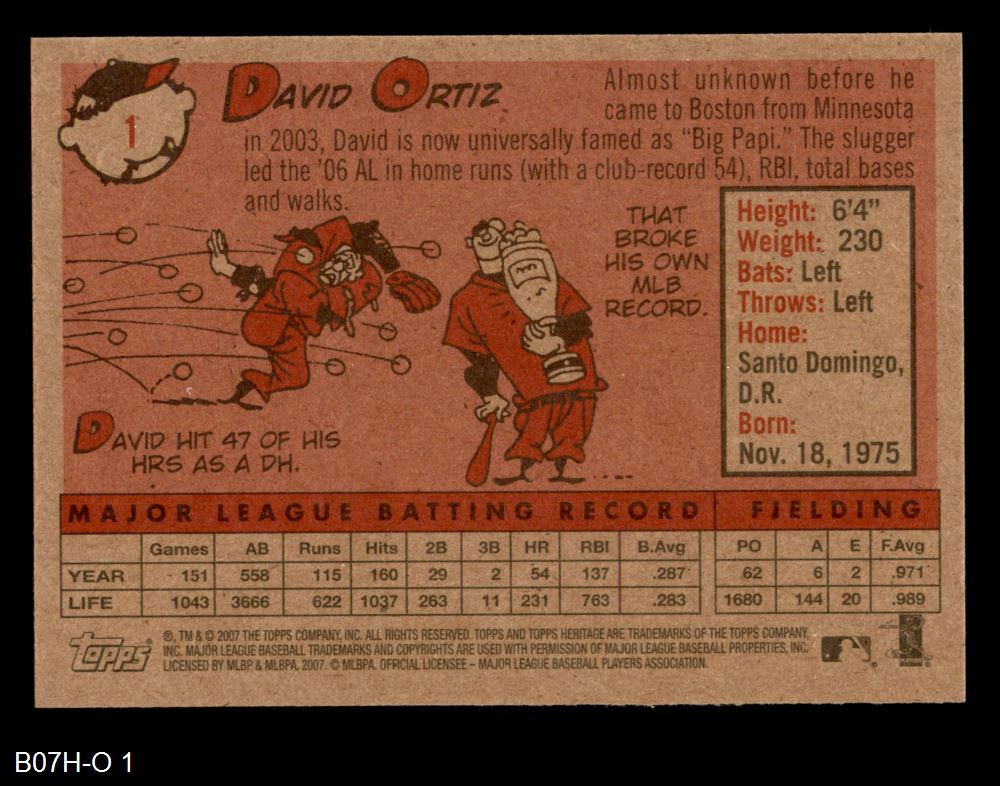 1
DAVID ORTIZ
Almost unknown before he
came to Boston from Minnesota
in 2003, David is now universally famed as "Big Papi." The slugger
led the '06 AL in home runs (with a club-record 54), RBI, total bases
and walks.
THAT
BROKE
HIS OWN
MLB
RECORD.
DAVID HIT 47 OF HIS
HRS AS A DH.
Height: 6'4"
Weight: 230
Bats: Left
Throws: Left
Home:
Santo Domingo,
D.R.
Born:
Nov. 18, 1975
MAJOR LEAGUE BATTING RECORD FIELDING
Games AB Runs Hits 2B 3B HR RBI B.Avg PO A E F.Avg
YEAR 151 558 115 160 29 2 54 137 .287 62 6 2 .971
LIFE 1043 3666 622 1037 263 11 231 763 .283 1680 144 20 .989
Topps
®, TM & © 2007 THE TOPPS COMPANY, INC. ALL RIGHTS RESERVED. TOPPS AND TOPPS HERITAGE ARE TRADEMARKS OF THE TOPPS COMPANY,
INC. MAJOR LEAGUE BASEBALL TRADEMARKS AND COPYRIGHTS ARE USED WITH PERMISSION OF MAJOR LEAGUE BASEBALL PROPERTIES, INC.
LICENSED BY MLBP & MLBPA, 2007. © MLBPA. OFFICIAL LICENSEE – MAJOR LEAGUE BASEBALL PLAYERS ASSOCIATION.
B07H-O 1